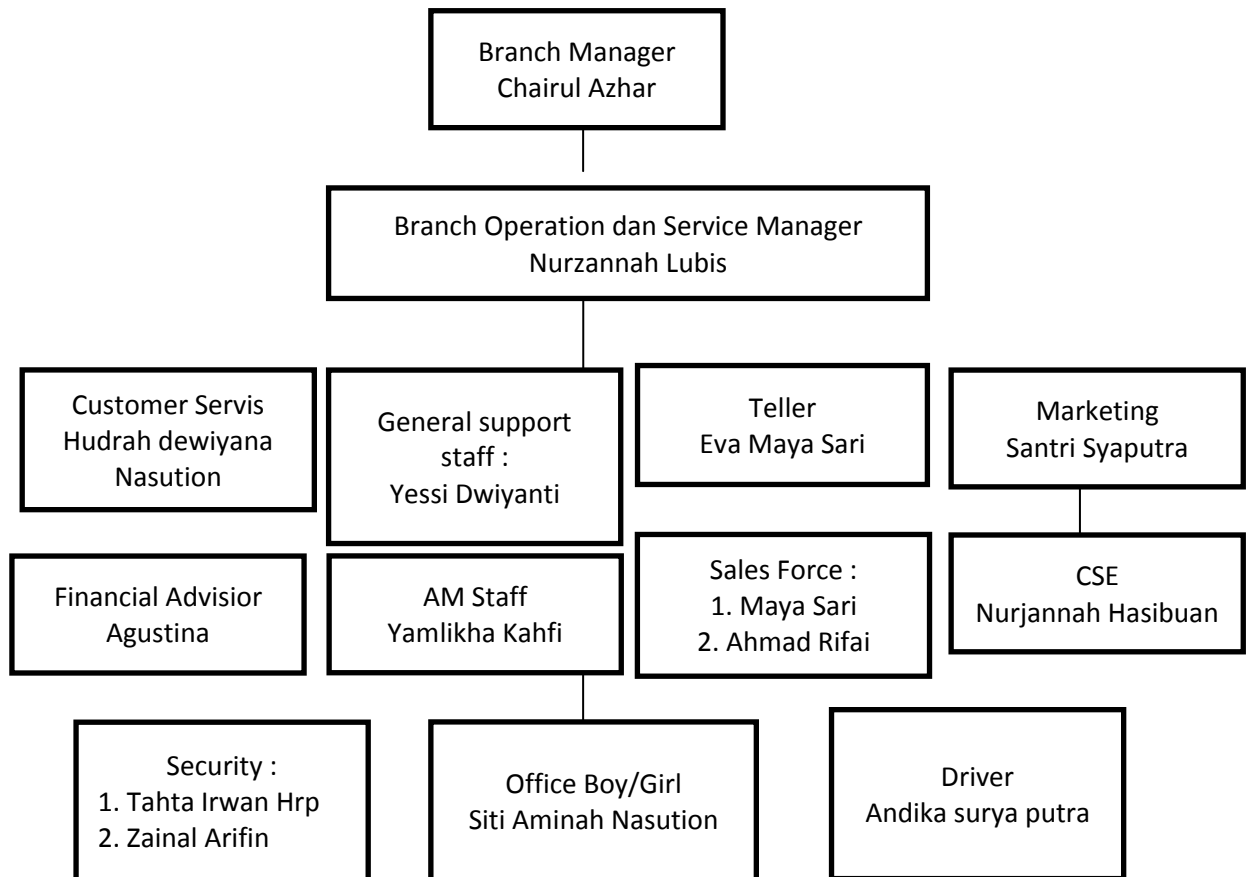 Branch Manager
Chairul Azhar
Branch Operation dan Service Manager
Nurzannah Lubis
Customer Servis
Hudrah dewiyana
Nasution
General support
staff :
Yessi Dwiyanti
Teller
Eva Maya Sari
Marketing
Santri Syaputra
Financial Advisior
Agustina
AM Staff
Yamlikha Kahfi
Sales Force :
1. Maya Sari
2. Ahmad Rifai
CSE
Nurjannah Hasibuan
Security :
1. Tahta Irwan Hrp
2. Zainal Arifin
Office Boy/Girl
Siti Aminah Nasution
Driver
Andika surya putra